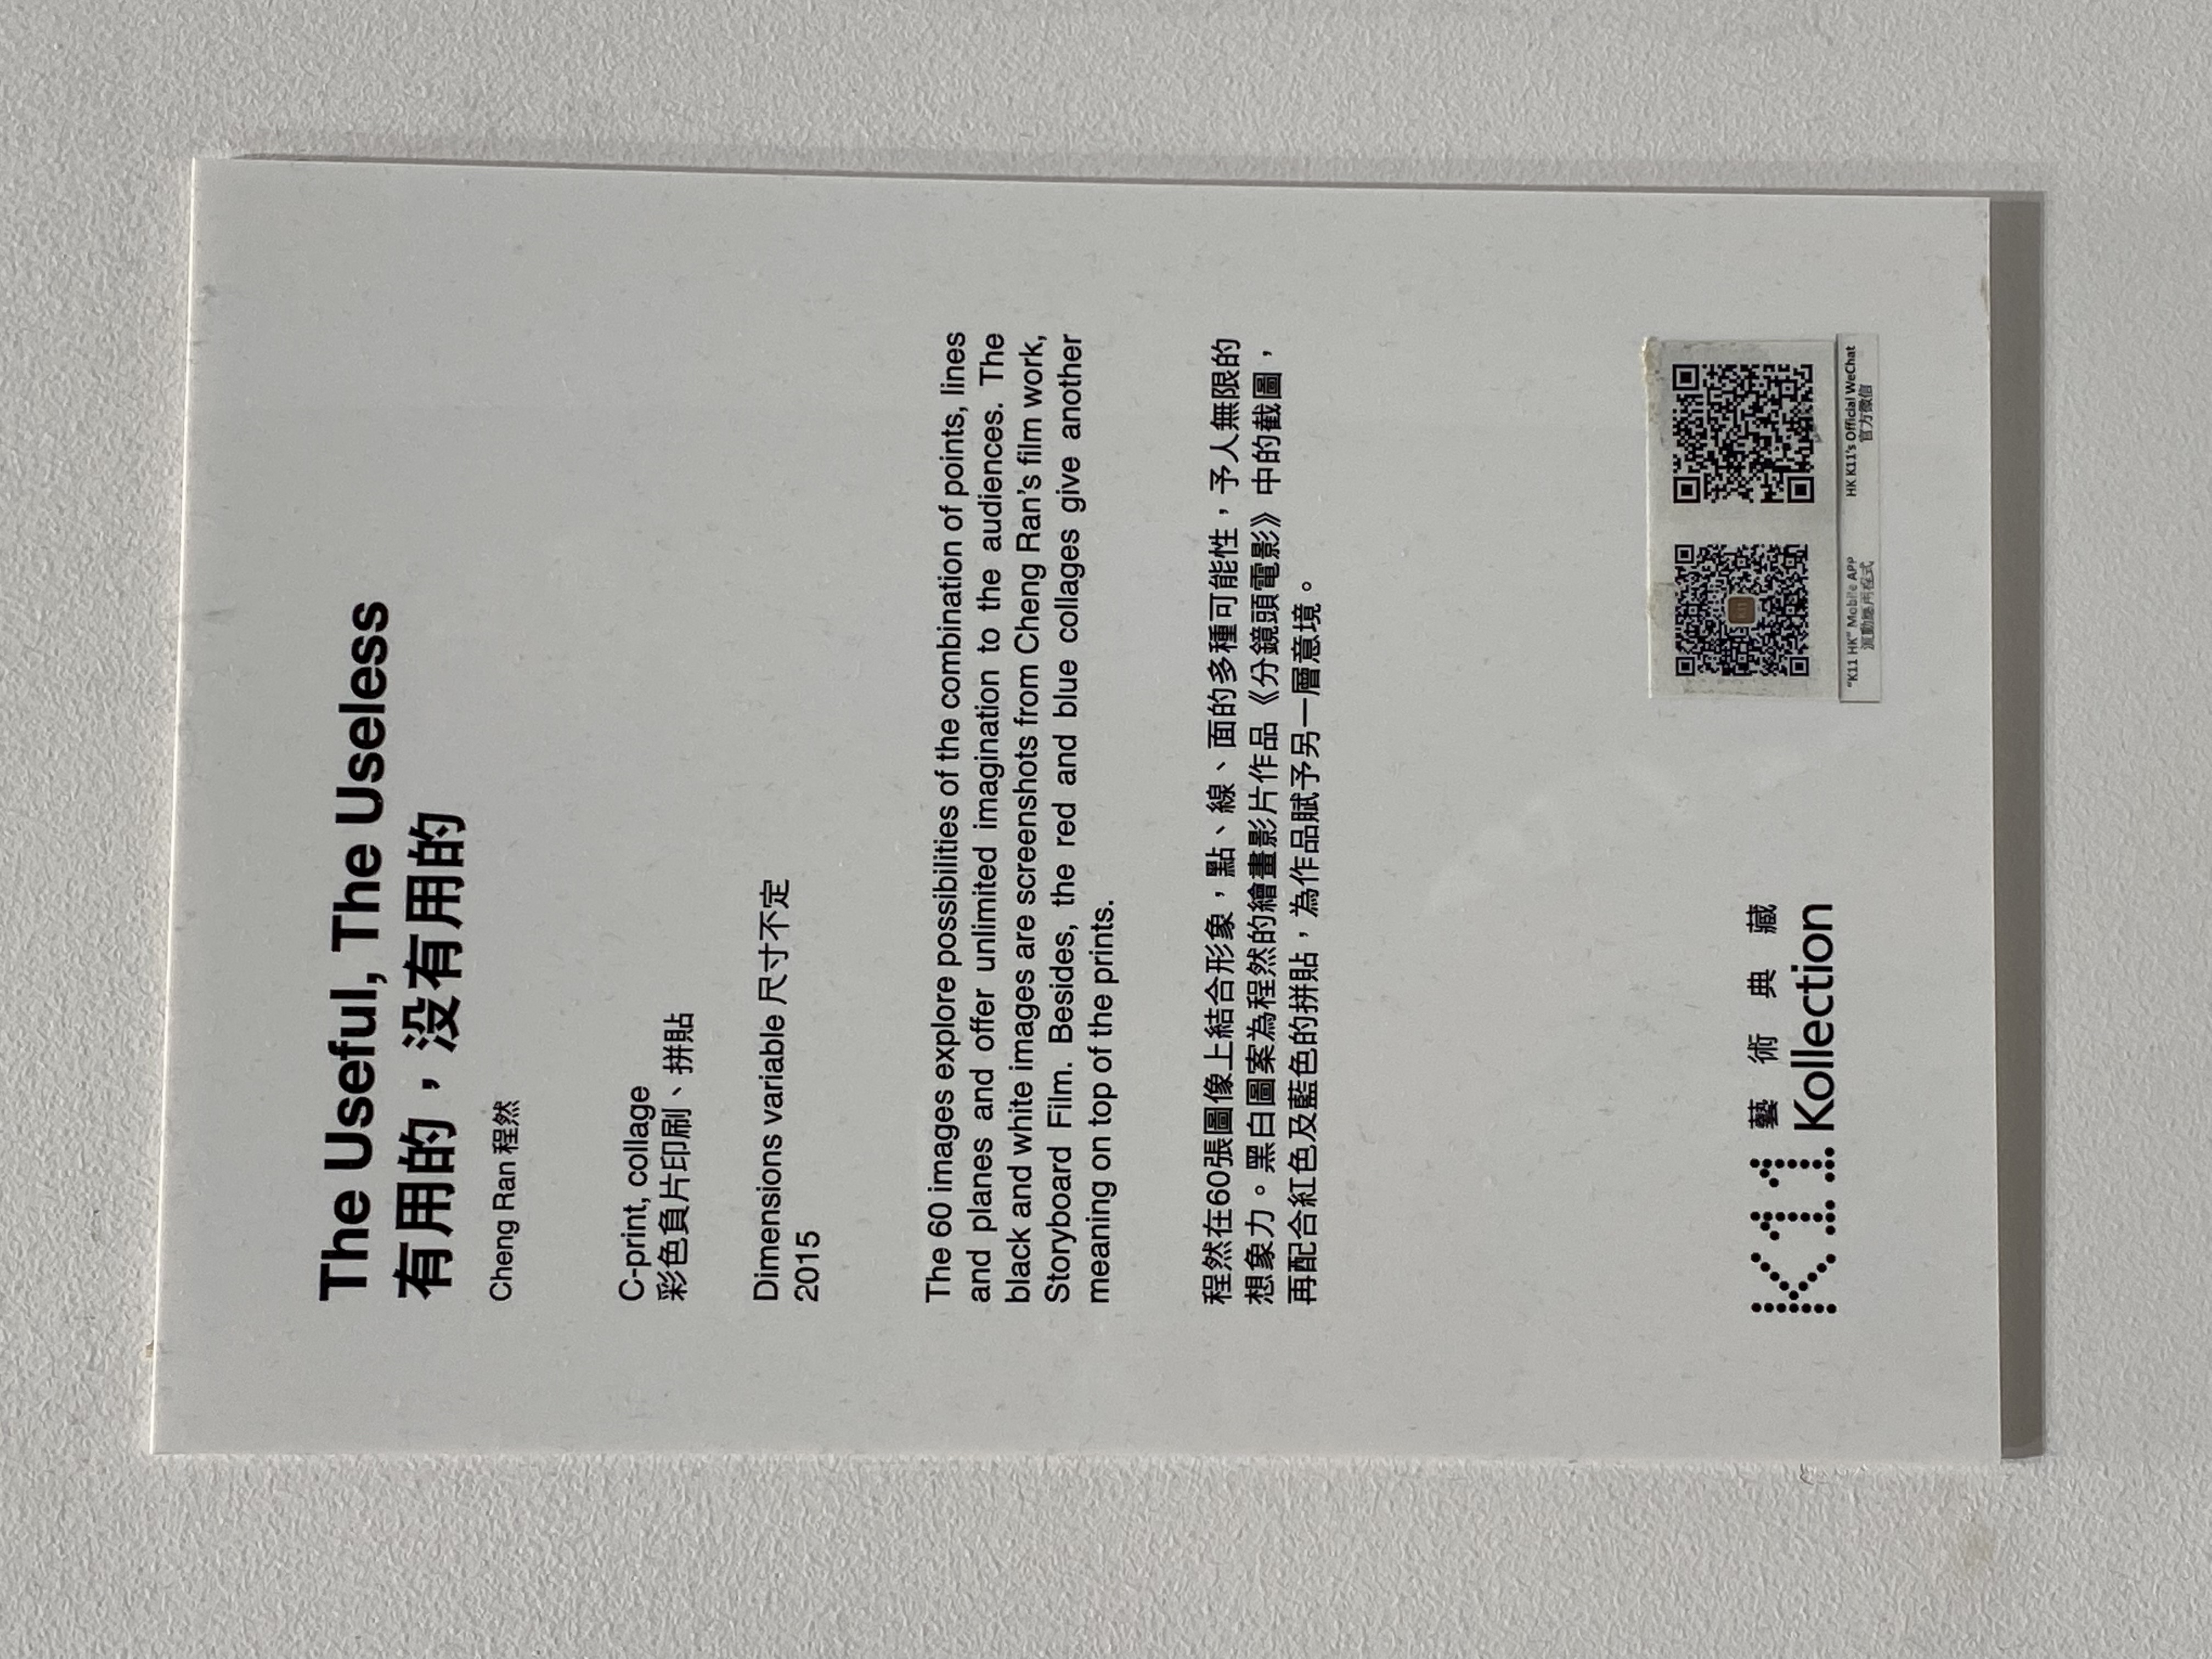 The Useful, The Useless
有用的，没有用的
Cheng Ran 程然
C-print, collage
彩色負片印刷、拼貼
Dimensions variable 尺寸不定
2015
The 60 images explore possibilities of the combination of points, lines
and planes and offer unlimited imagination to the audiences. The
black and white images are screenshots from Cheng Ran's film work,
Storyboard Film. Besides, the red and blue collages give another
meaning on top of the prints.
程然在60張圖像上結合形象，點、線、面的多種可能性，予人無限的
想象力。黑白圖案為程然的繪畫影片作品《分鏡頭電影》中的截圖，
再配合紅色及藍色的拼貼，為作品賦予另一層意境。
K11 藝術典藏
Kollection
"K11 HK" Mobile APP
流動應用程式
HK K11's Official WeChat
官方微信